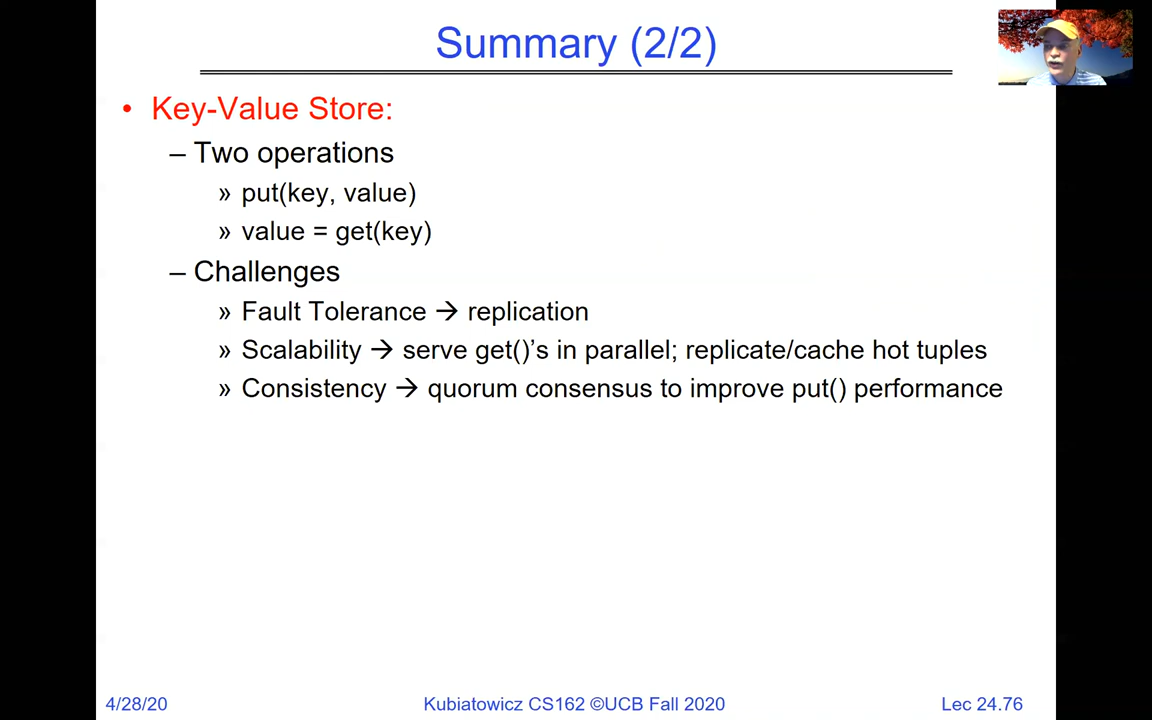 Summary (2/2)
• Key-Value Store:
– Two operations
» put(key, value)
» value = get(key)
– Challenges
» Fault Tolerance → replication
» Scalability → serve get()’s in parallel; replicate/cache hot tuples
» Consistency → quorum consensus to improve put() performance
4/28/20
Kubiatowicz CS162 ©UCB Fall 2020
Lec 24.76